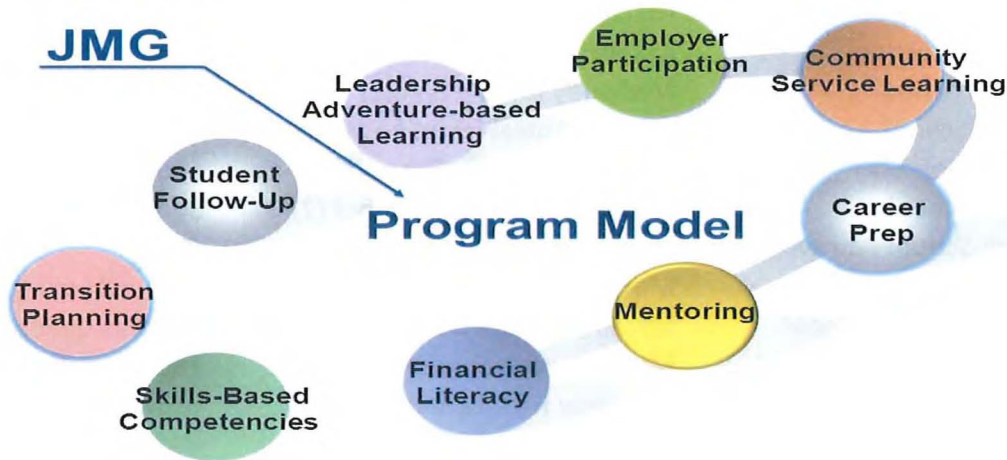 JMG
Program Model
Leadership
Adventure-based
Learning
Employer
Participation
Community
Service Learning
Career
Prep
Mentoring
Financial
Literacy
Skills-Based
Competencies
Transition
Planning
Student
Follow-Up